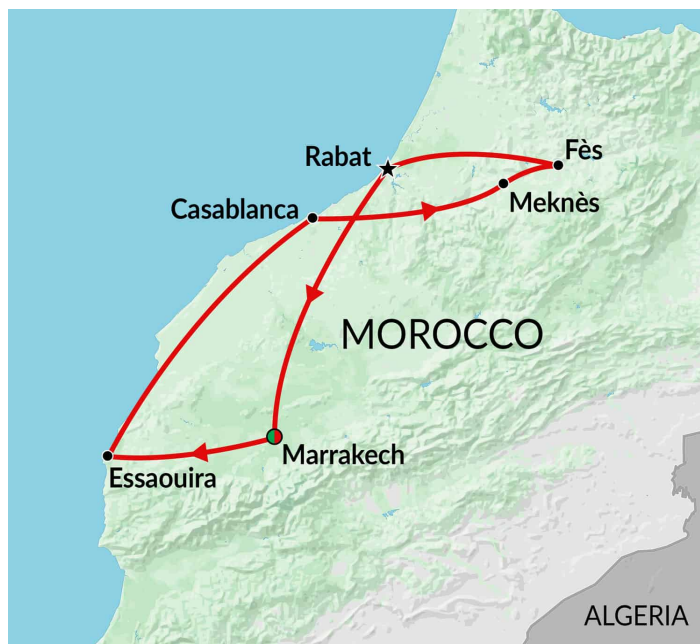 Rabat
Fès
Casablanca
Meknès
MOROCCO
Marrakech
Essaouira
ALGERIA